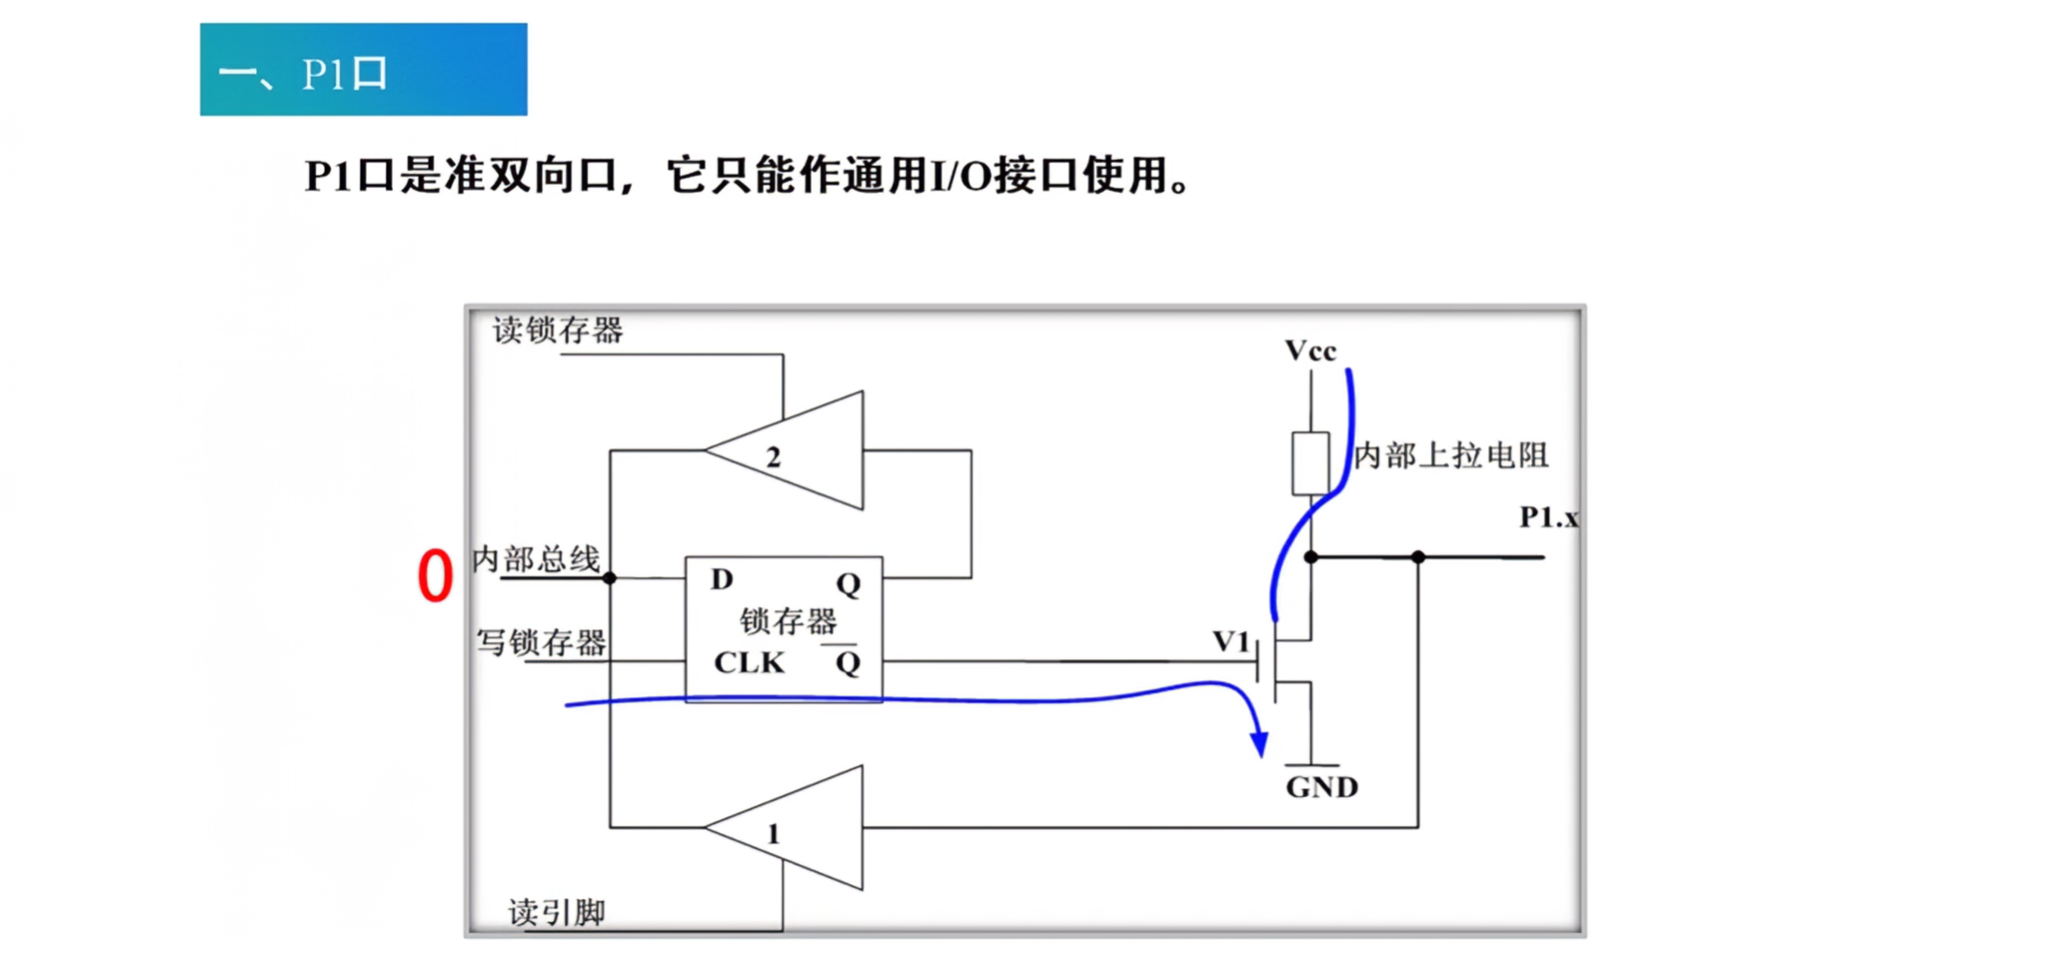 一、P1口
P1口是准双向口，它只能作通用I/O接口使用。
读锁存器
Vcc
2
内部上拉电阻
P1.x
0
内部总线
D
Q
锁存器
写锁存器
CLK
Q̅
V1
GND
1
读引脚